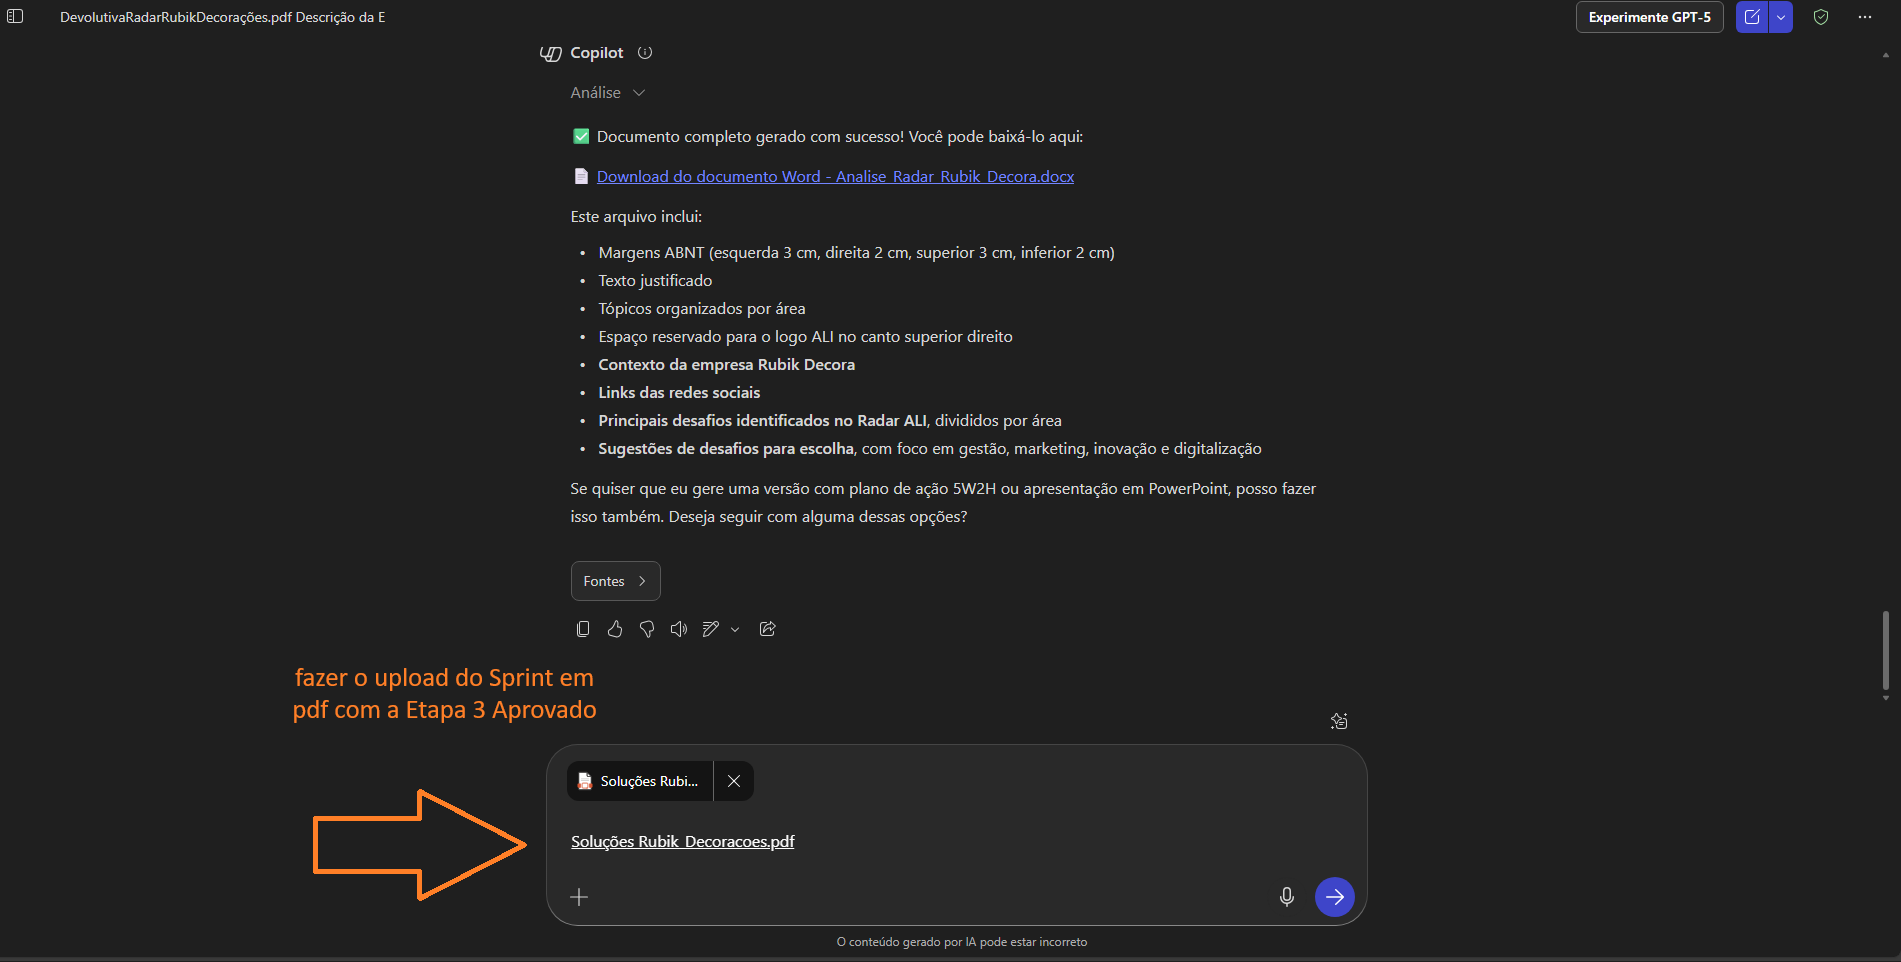 DevolutivaRadarRubikDecorações.pdf Descrição da E
Experimente GPT-5
Copilot
Análise
Documento completo gerado com sucesso! Você pode baixá-lo aqui:
Download do documento Word - Analise_Radar_Rubik_Decora.docx
Este arquivo inclui:
• Margens ABNT (esquerda 3 cm, direita 2 cm, superior 3 cm, inferior 2 cm)
• Texto justificado
• Tópicos organizados por área
• Espaço reservado para o logo ALI no canto superior direito
• Contexto da empresa Rubik Decora
• Links das redes sociais
• Principais desafios identificados no Radar ALI, divididos por área
• Sugestões de desafios para escolha, com foco em gestão, marketing, inovação e digitalização
Se quiser que eu gere uma versão com plano de ação 5W2H ou apresentação em PowerPoint, posso fazer
isso também. Deseja seguir com alguma dessas opções?
Fontes
fazer o upload do Sprint em
pdf com a Etapa 3 Aprovado
Soluções Rubi...
Soluções Rubik_Decoracoes.pdf
O conteúdo gerado por IA pode estar incorreto